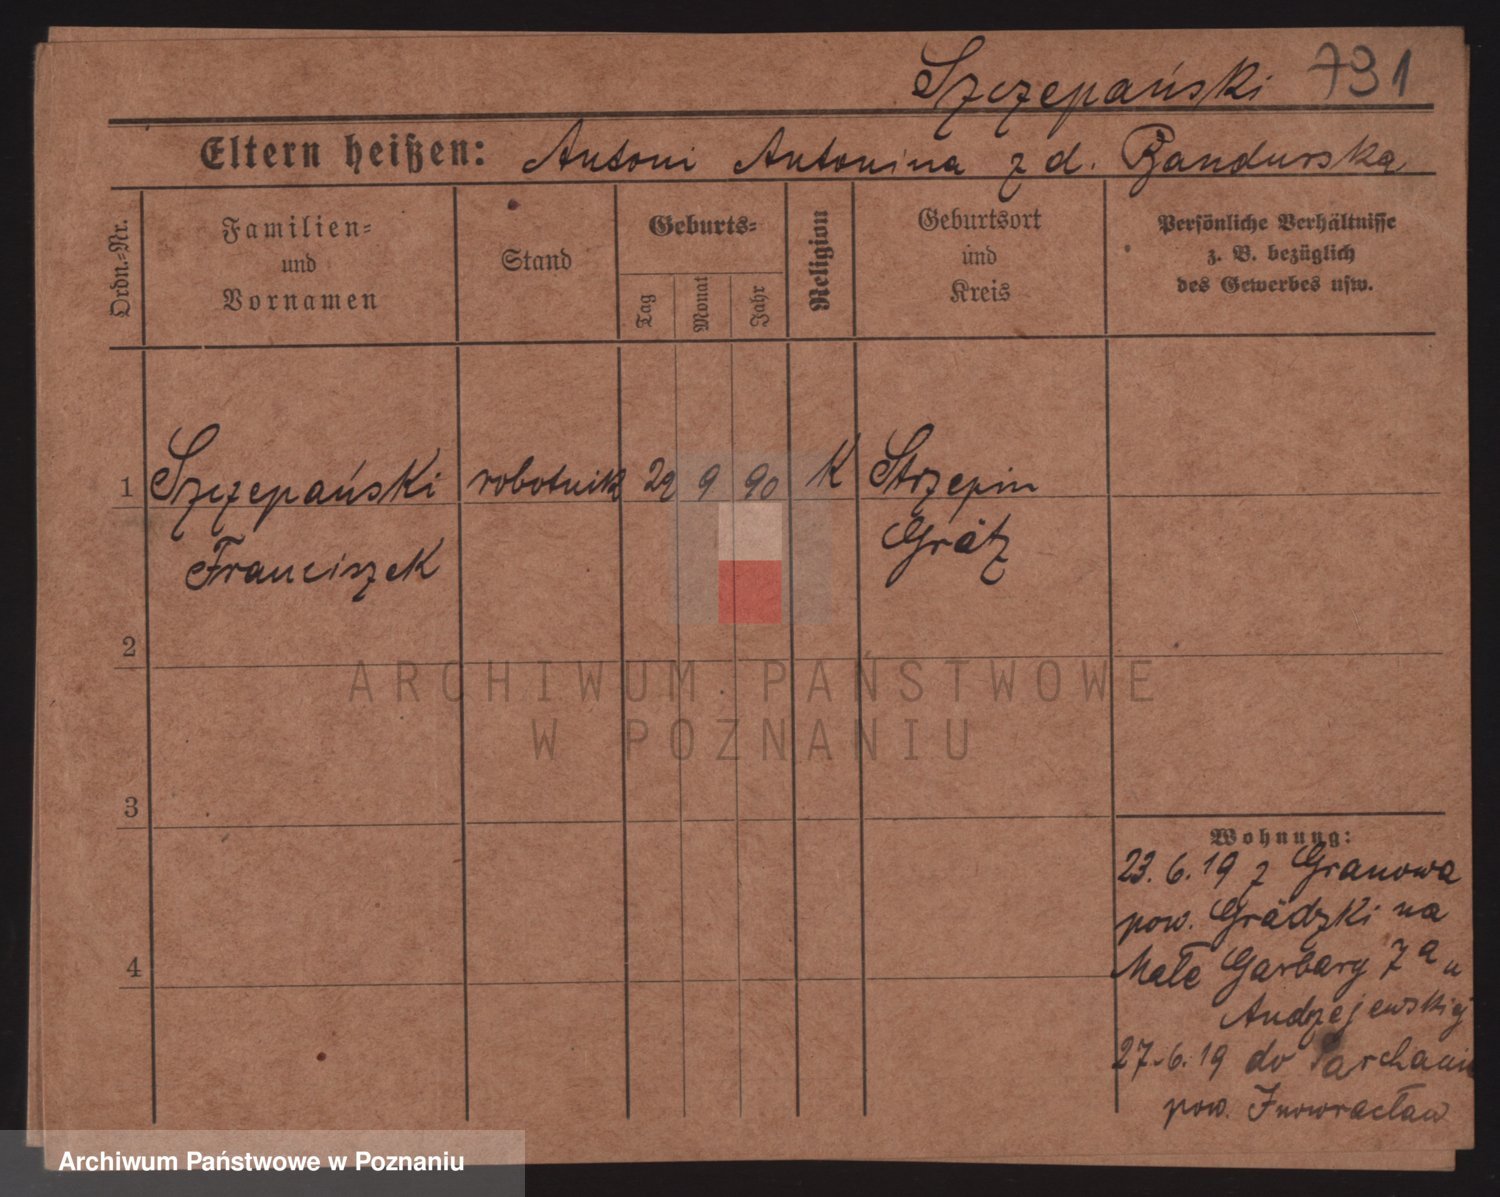 Szczepański 731
Eltern heißen: Antoni Antonina z d. Bandurska
Ordn.-Nr.
Familien-
und
Vornamen
Stand
Geburts-
Tag
Monat
Jahr
Religion
Geburtsort
und
Kreis
Persönliche Verhältnisse
z. B. bezüglich
des Gewerbes usw.
1 Szczepański robotnik 29 9 90 K Strzepin
Franciszek Grätz
2
3
4
Wohnung:
23. 6. 19 z Granowa
pow. Grädzki na
Małe Garbary 7a u
Andrzejewskiej
27. 6. 19 do Parchanie
pow. Inowracław
ARCHIWUM PAŃSTWOWE
W POZNANIU
Archiwum Państwowe w Poznaniu